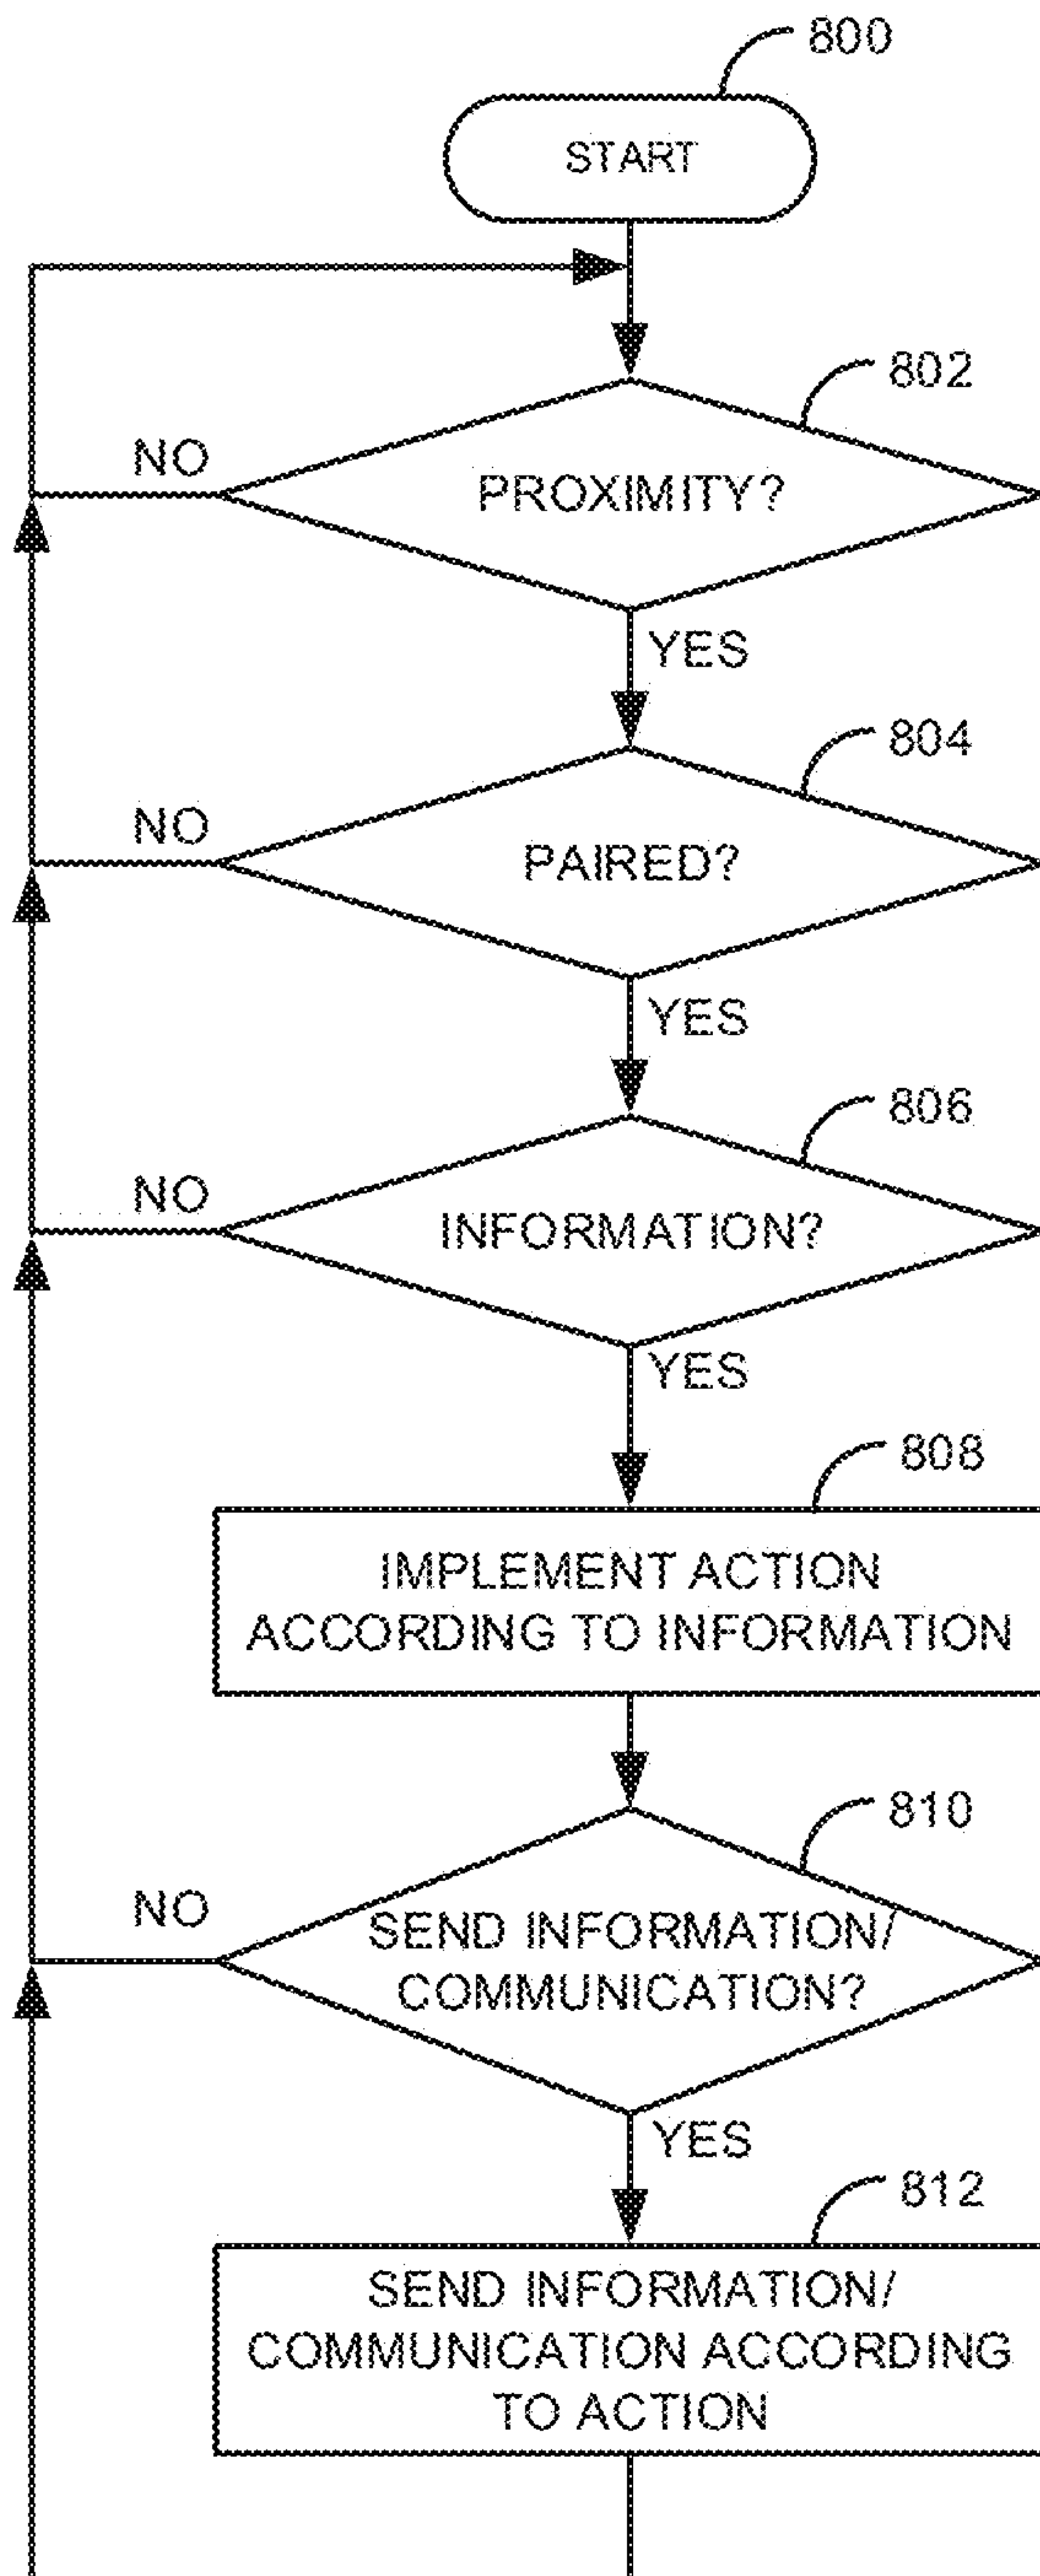 800
START
802
NO
PROXIMITY?
YES
804
NO
PAIRED?
YES
806
NO
INFORMATION?
YES
808
IMPLEMENT ACTION
ACCORDING TO INFORMATION
810
NO
SEND INFORMATION/
COMMUNICATION?
YES
812
SEND INFORMATION/
COMMUNICATION ACCORDING
TO ACTION